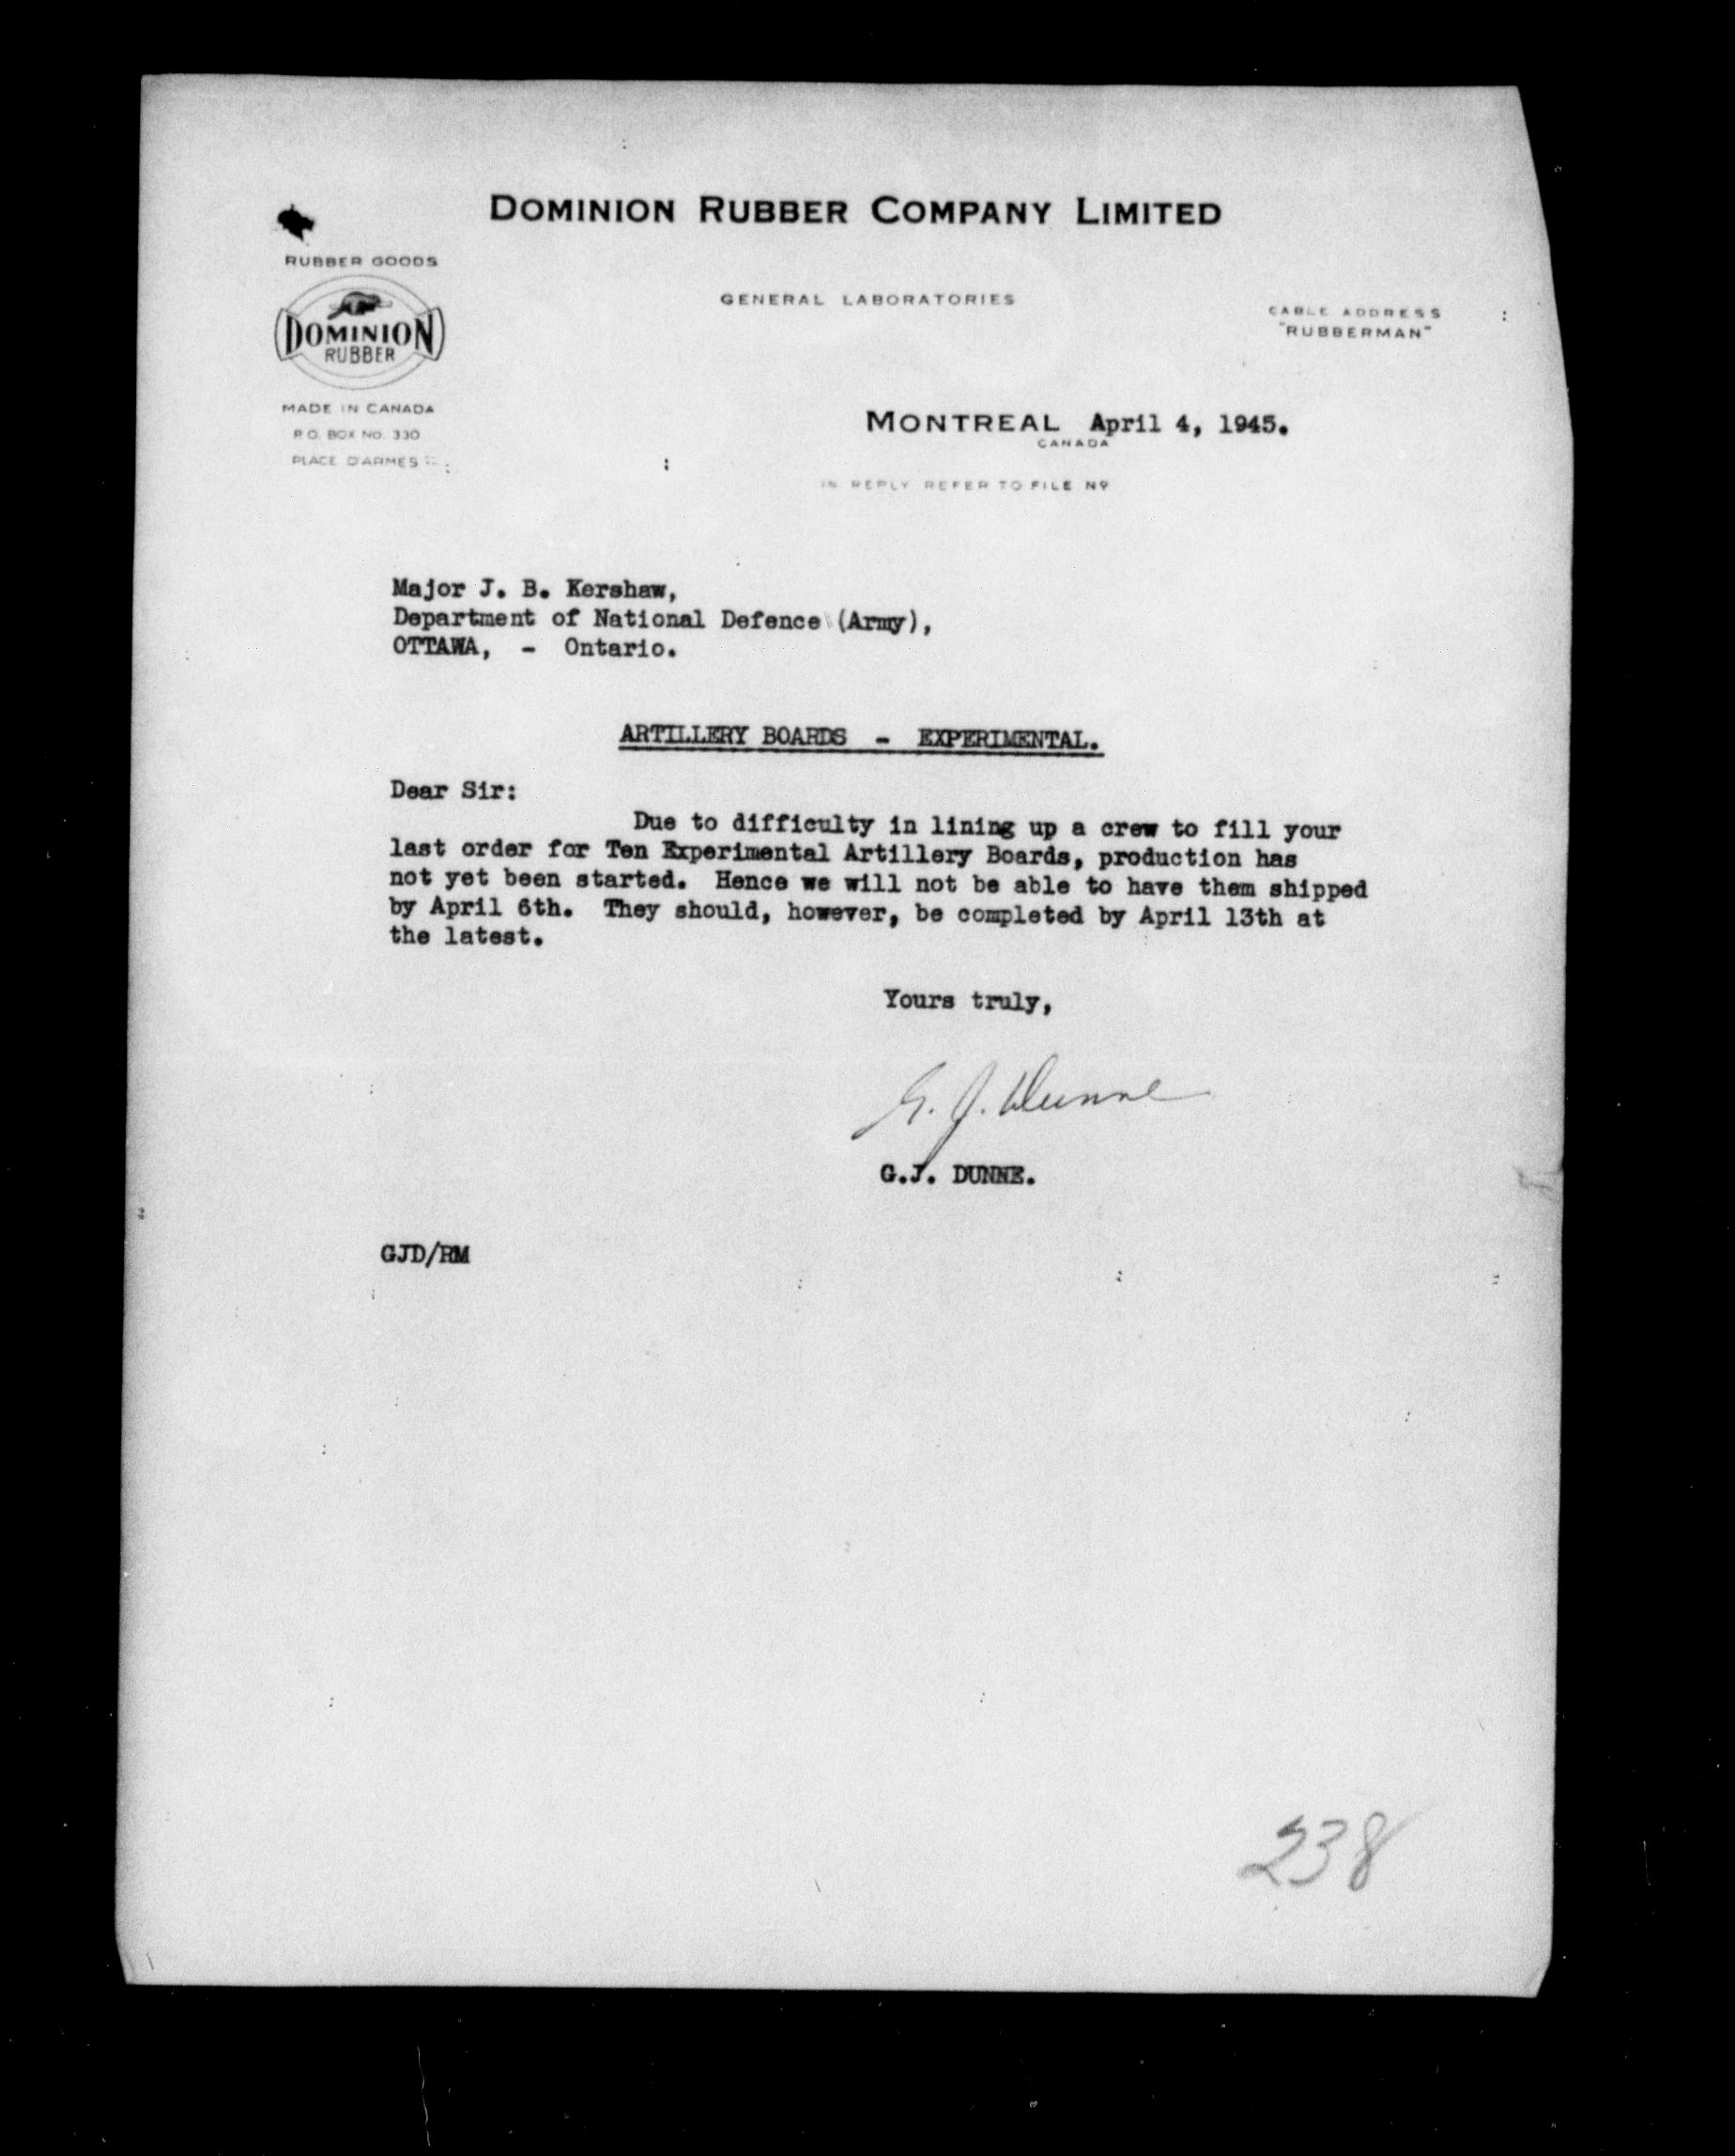 DOMINION RUBBER COMPANY LIMITED
RUBBER GOODS
DOMINION
RUBBER
MADE IN CANADA
P.O. BOX NO. 330
PLACE D'ARMES
GENERAL LABORATORIES
CABLE ADDRESS
"RUBBERMAN"
MONTREAL April 4, 1945.
CANADA
IN REPLY REFER TO FILE Nº
Major J. B. Kershaw,
Department of National Defence (Army),
OTTAWA, - Ontario.
ARTILLERY BOARDS - EXPERIMENTAL.
Dear Sir:
Due to difficulty in lining up a crew to fill your
last order for Ten Experimental Artillery Boards, production has
not yet been started. Hence we will not be able to have them shipped
by April 6th. They should, however, be completed by April 13th at
the latest.
Yours truly,
G. J. Dunne
G.J. DUNNE.
GJD/RM
238